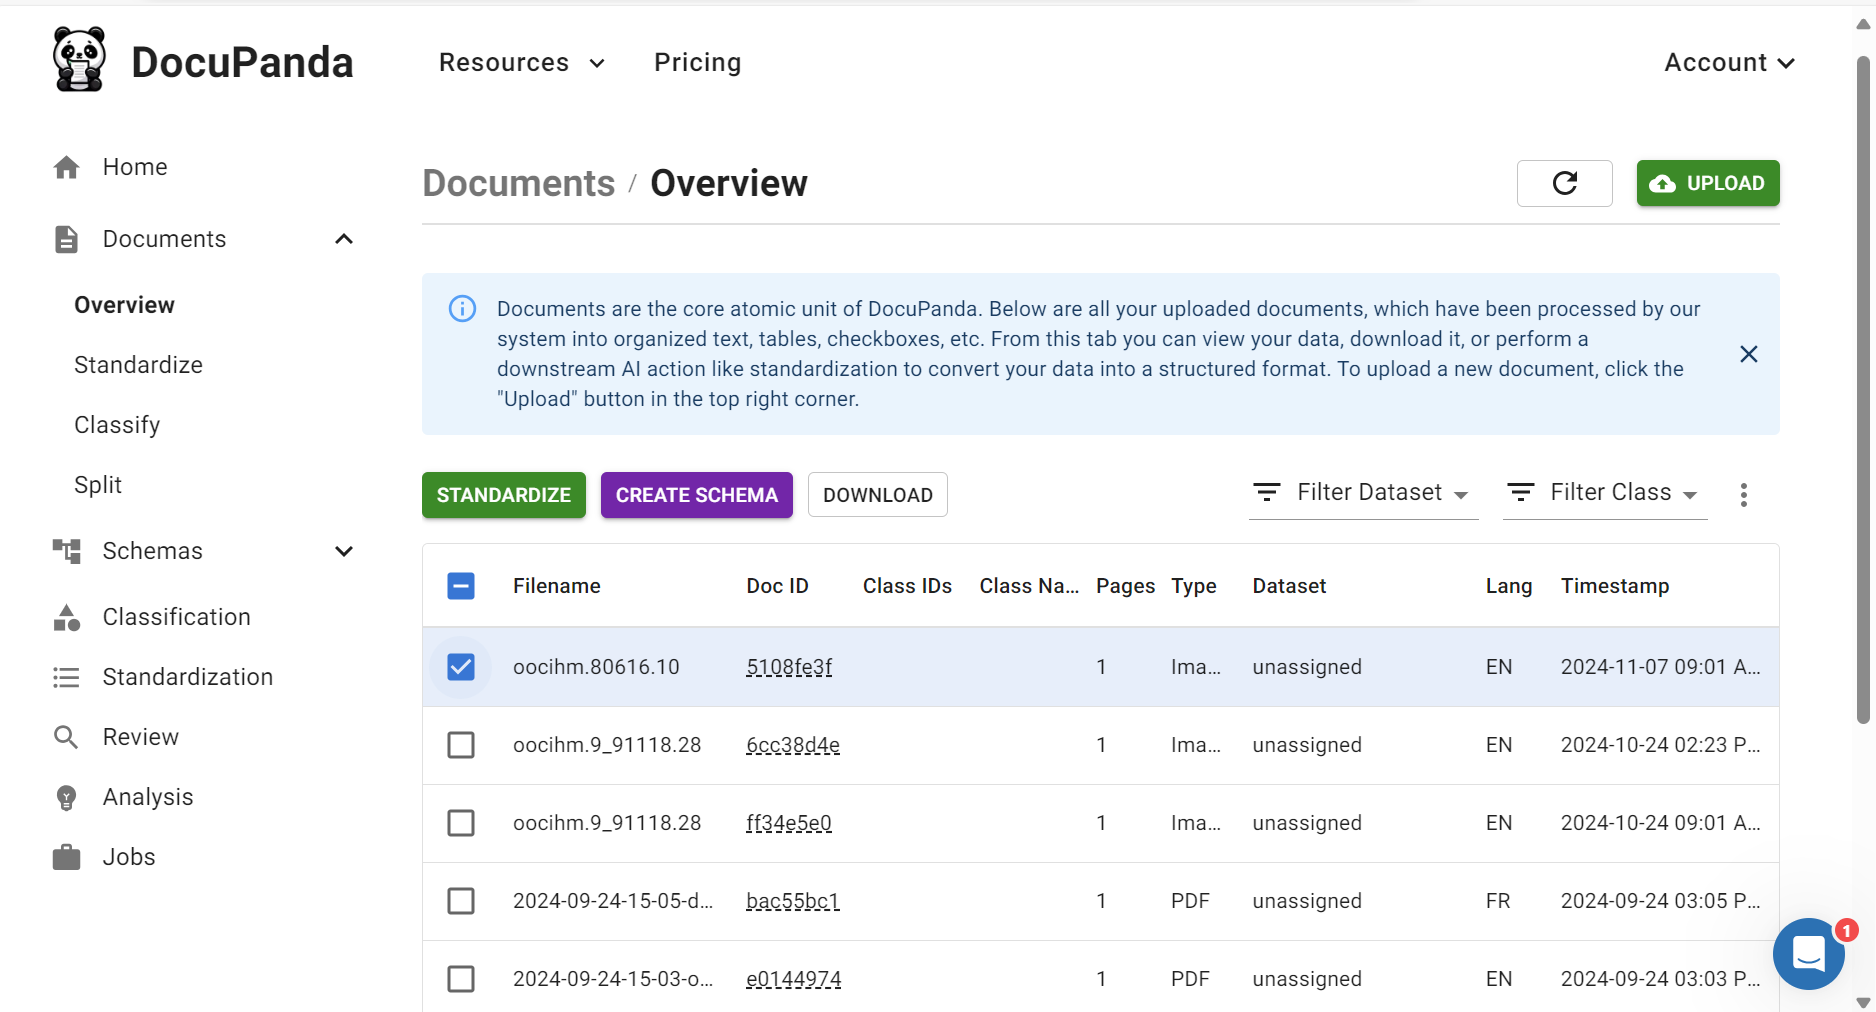 DocuPanda
Resources
Pricing
Account
Home
Documents
Overview
Standardize
Classify
Split
Schemas
Classification
Standardization
Review
Analysis
Jobs
Documents / Overview
UPLOAD
Documents are the core atomic unit of DocuPanda. Below are all your uploaded documents, which have been processed by our
system into organized text, tables, checkboxes, etc. From this tab you can view your data, download it, or perform a
downstream AI action like standardization to convert your data into a structured format. To upload a new document, click the
"Upload" button in the top right corner.
STANDARDIZE CREATE SCHEMA DOWNLOAD Filter Dataset Filter Class
Filename Doc ID Class IDs Class Na... Pages Type Dataset Lang Timestamp
oocihm.80616.10 5108fe3f 1 Ima... unassigned EN 2024-11-07 09:01 A...
oocihm.9_91118.28 6cc38d4e 1 Ima... unassigned EN 2024-10-24 02:23 P...
oocihm.9_91118.28 ff34e5e0 1 Ima... unassigned EN 2024-10-24 09:01 A...
2024-09-24-15-05-d... bac55bc1 1 PDF unassigned FR 2024-09-24 03:05 P...
2024-09-24-15-03-o... e0144974 1 PDF unassigned EN 2024-09-24 03:03 P...
1